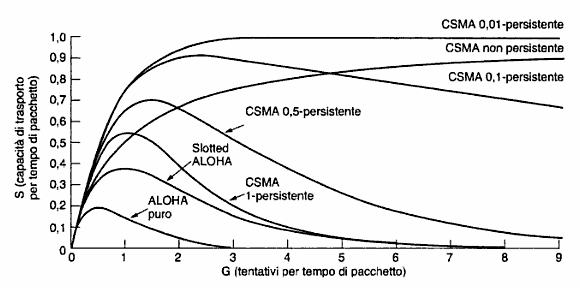 CSMA 0,01-persistente
CSMA non persistente
CSMA 0,1-persistente
CSMA 0,5-persistente
Slotted
ALOHA
CSMA
1-persistente
ALOHA
puro
S (capacità di trasporto
per tempo di pacchetto)
1,0
0,9
0,8
0,7
0,6
0,5
0,4
0,3
0,2
0,1
0
0 1 2 3 4 5 6 7 8 9
G (tentativi per tempo di pacchetto)